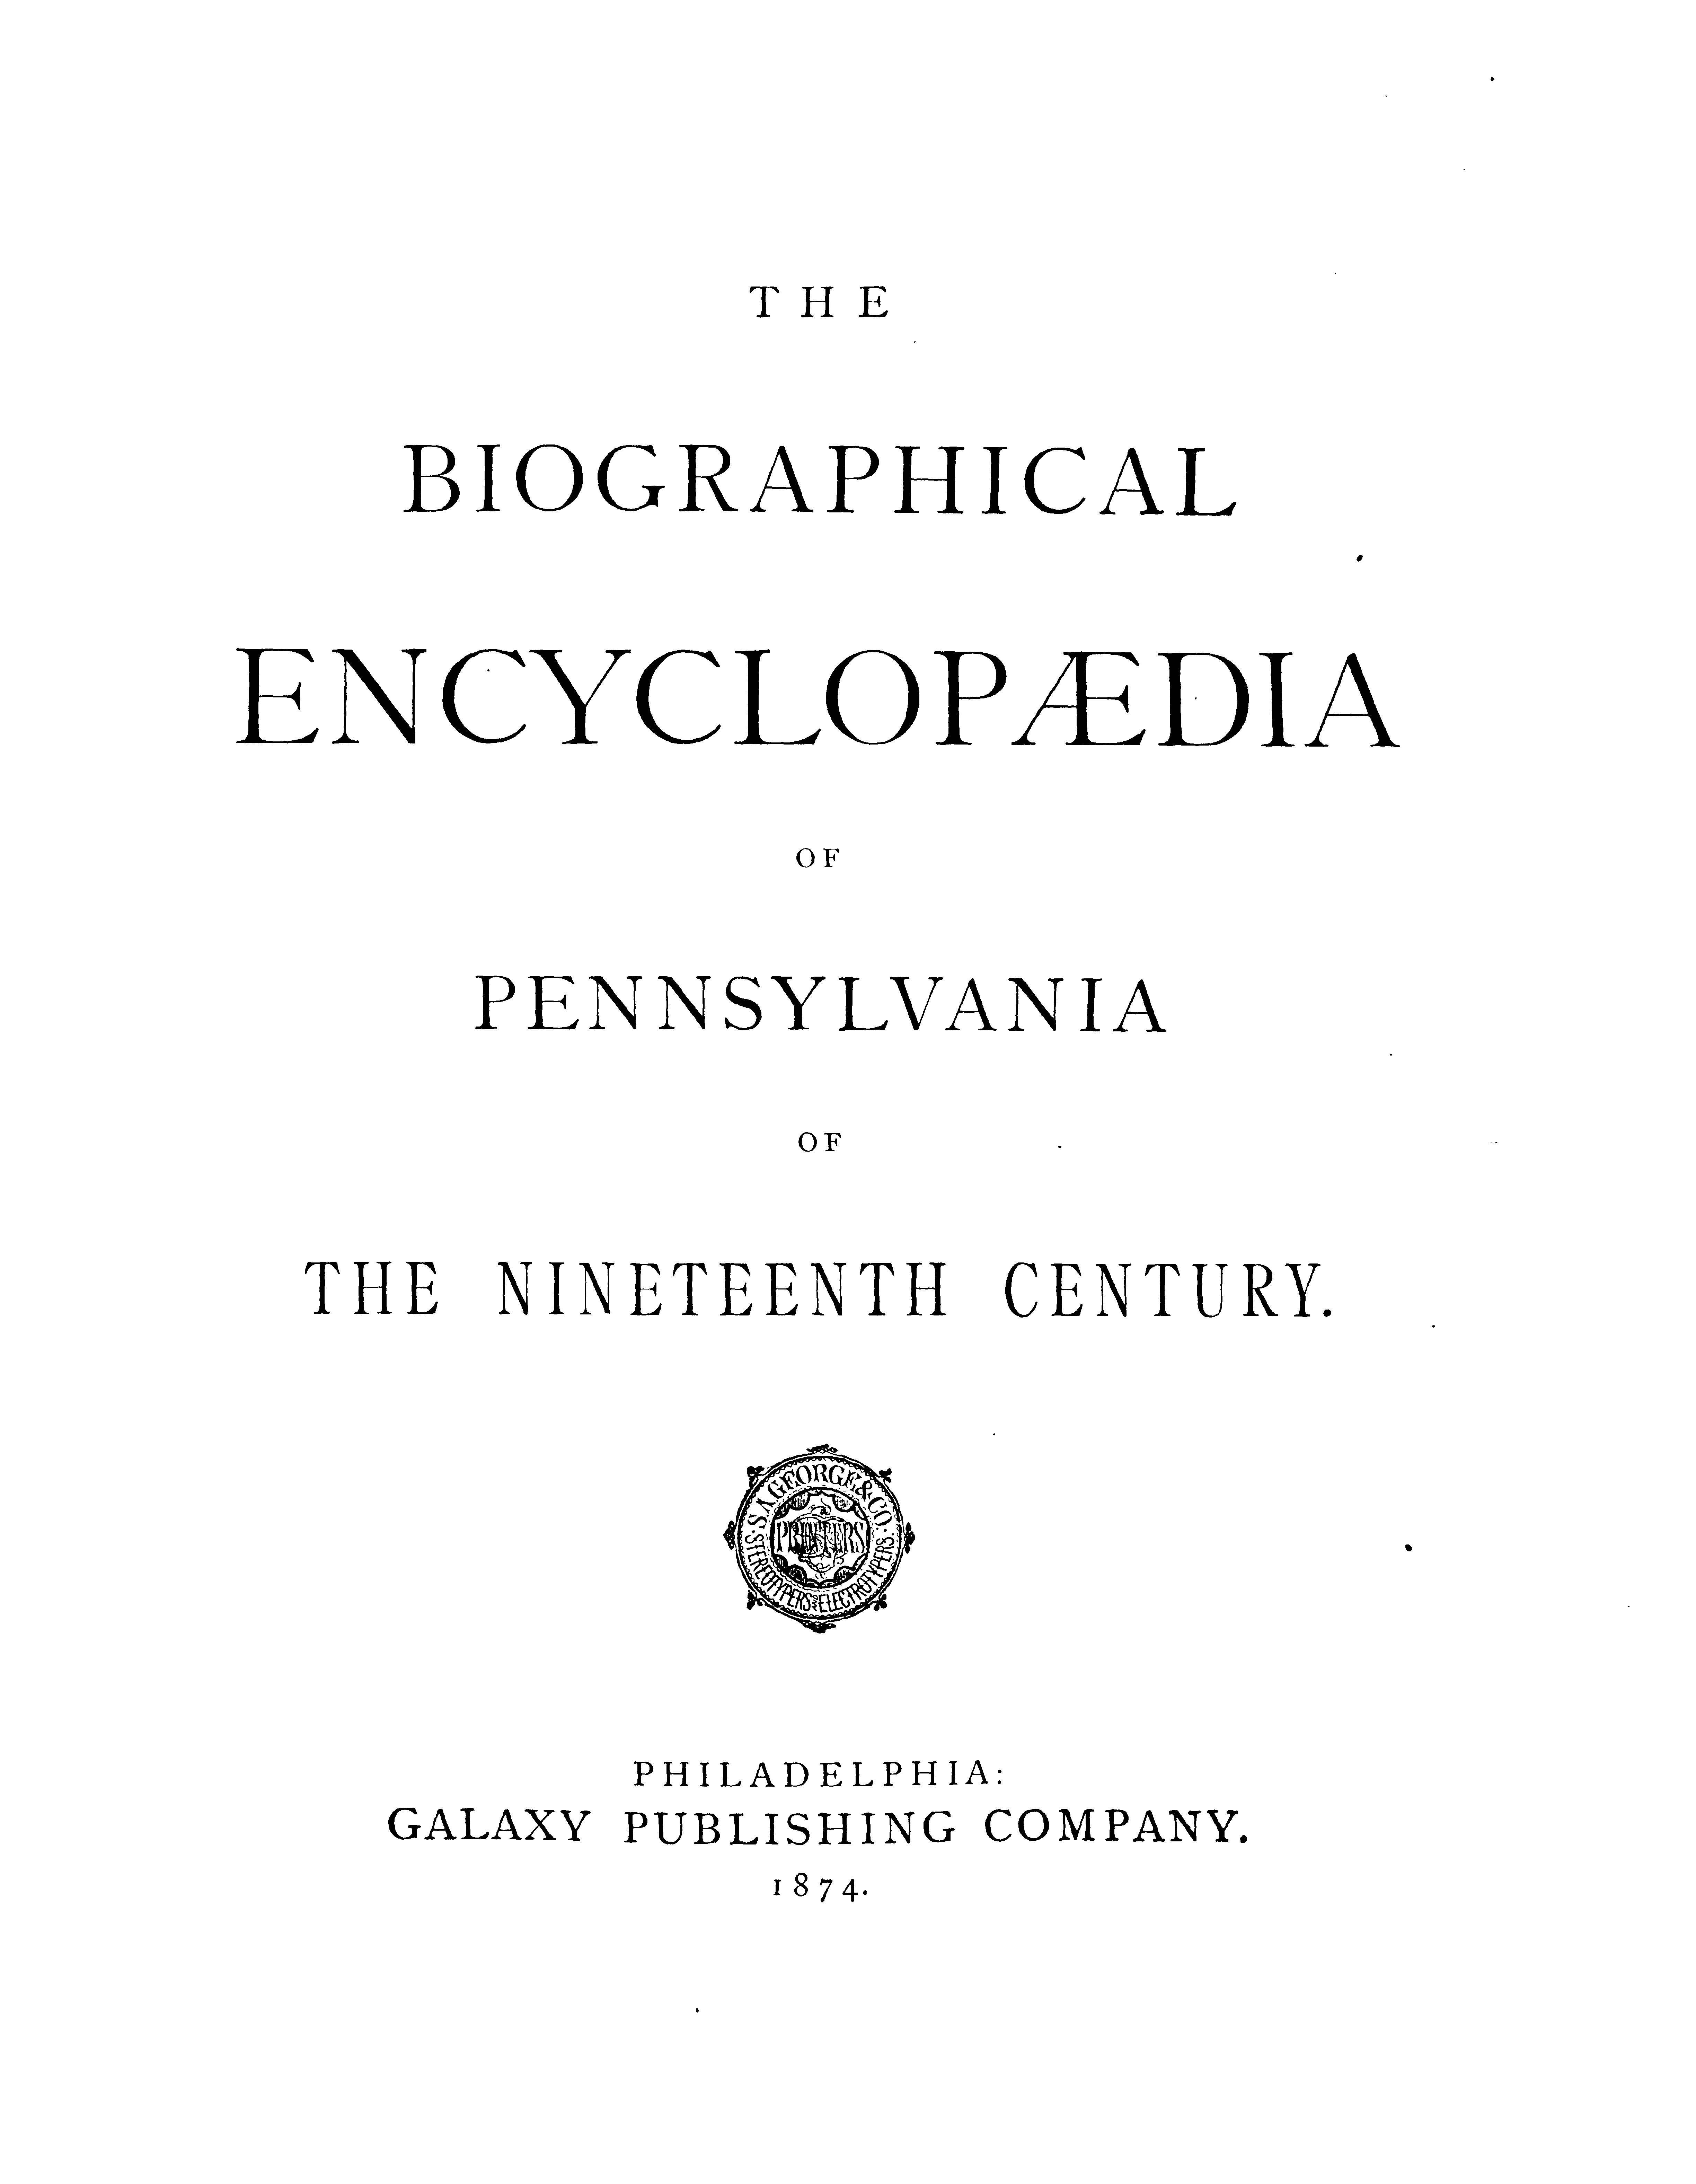 THE
BIOGRAPHICAL
ENCYCLOPÆDIA
OF
PENNSYLVANIA
OF
THE NINETEENTH CENTURY.
S. A. GEORGE & CO.
PRINTERS
STEREOTYPERS AND ELECTROTYPERS
PHILADELPHIA:
GALAXY PUBLISHING COMPANY.
1874.